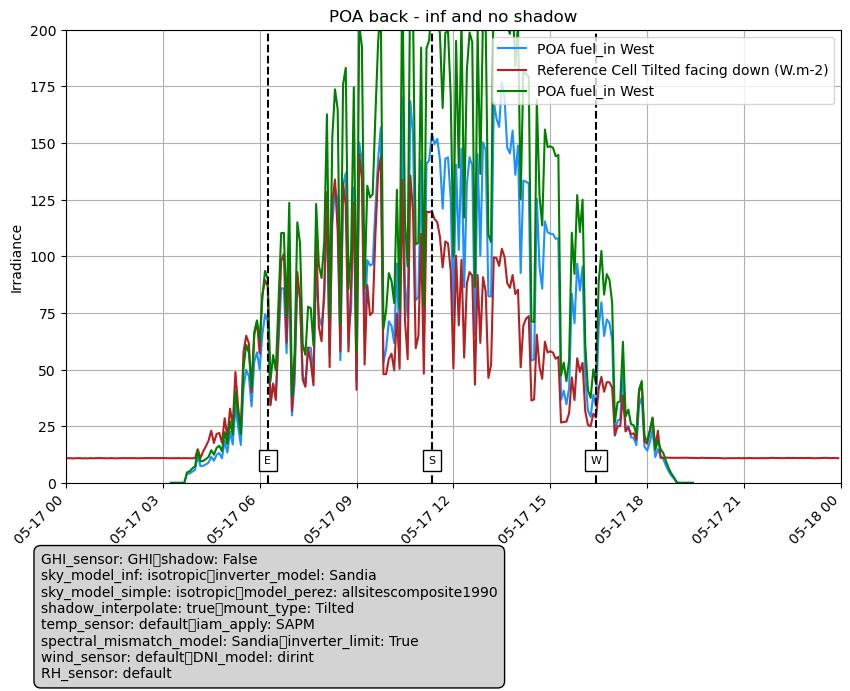 POA back - inf and no shadow
200
175
150
125
100
75
50
25
0
Irradiance
POA fuel_in West
Reference Cell Tilted facing down (W.m-2)
POA fuel_in West
E
S
W
05-17 00
05-17 03
05-17 06
05-17 09
05-17 12
05-17 15
05-17 18
05-17 21
05-18 00
GHI_sensor: GHI▯shadow: False
sky_model_inf: isotropic▯inverter_model: Sandia
sky_model_simple: isotropic▯model_perez: allsitescomposite1990
shadow_interpolate: true▯mount_type: Tilted
temp_sensor: default▯iam_apply: SAPM
spectral_mismatch_model: Sandia▯inverter_limit: True
wind_sensor: default▯DNI_model: dirint
RH_sensor: default